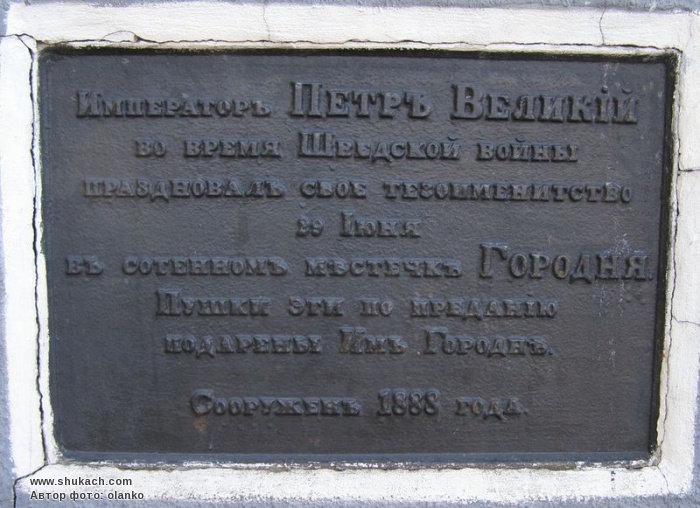 Императоръ Петръ Великій
во время Шведской войны
праздновалъ свое тезоименитство
29 Іюня
въ сотенномъ мѣстечкѣ Городня.
Пушки эти по преданію
подарены Имъ Городнѣ.
Сооруженъ 1888 года.
www.shukach.com
Автор фото: olanko